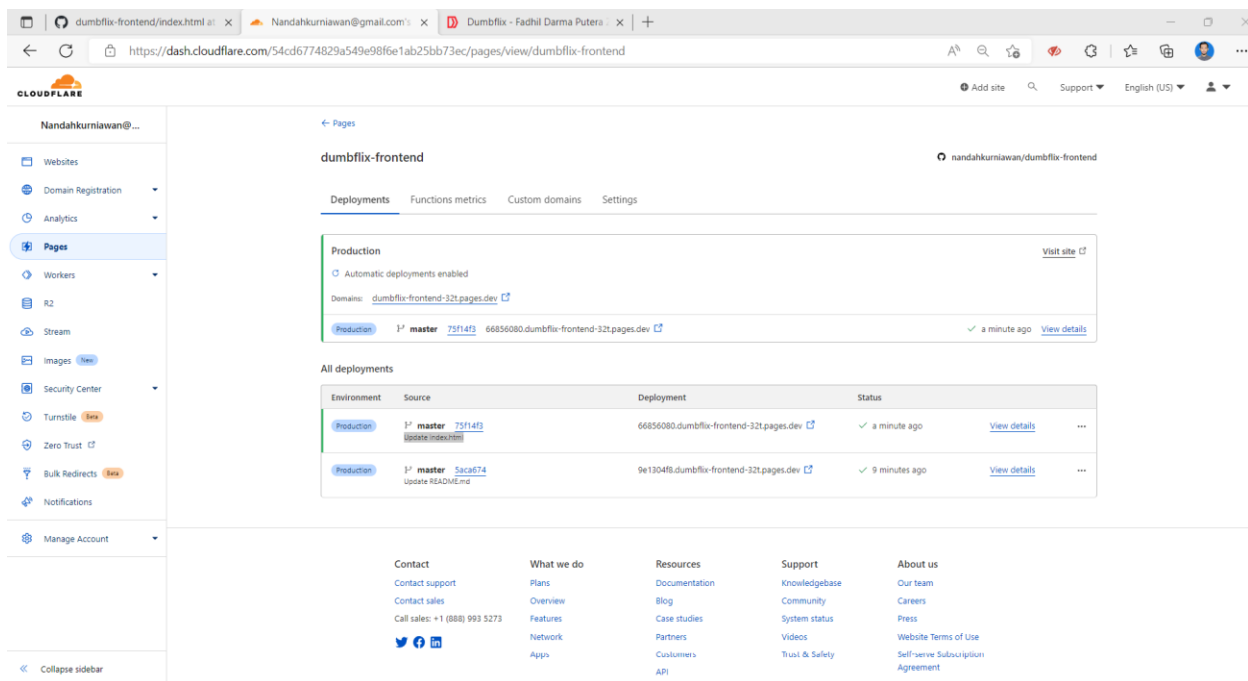 dumbflix-frontend/index.html at
Nandahkurniawan@gmail.com's
Dumbflix - Fadhil Darma Putera
https://dash.cloudflare.com/54cd6774829a549e98f6e1ab25bb73ec/pages/view/dumbflix-frontend
CLOUDFLARE
Add site
Support
English (US)
Nandahkurniawan@...
Websites
Domain Registration
Analytics
Pages
Workers
R2
Stream
Images New
Security Center
Turnstile Beta
Zero Trust
Bulk Redirects Beta
Notifications
Manage Account
Collapse sidebar
← Pages
dumbflix-frontend
nandahkurniawan/dumbflix-frontend
Deployments Functions metrics Custom domains Settings
Production
Visit site
Automatic deployments enabled
Domains: dumbflix-frontend-32t.pages.dev
Production master 75f14f3 66856080.dumbflix-frontend-32t.pages.dev a minute ago View details
All deployments
Environment Source Deployment Status
Production master 75f14f3 66856080.dumbflix-frontend-32t.pages.dev a minute ago View details ...
Update index.html
Production master 5aca674 9e1304f8.dumbflix-frontend-32t.pages.dev 9 minutes ago View details ...
Update README.md
Contact
Contact support
Contact sales
Call sales: +1 (888) 993 5273
What we do
Plans
Overview
Features
Network
Apps
Resources
Documentation
Blog
Case studies
Partners
Customers
API
Support
Knowledgebase
Community
System status
Videos
Trust & Safety
About us
Our team
Careers
Press
Website Terms of Use
Self-serve Subscription
Agreement